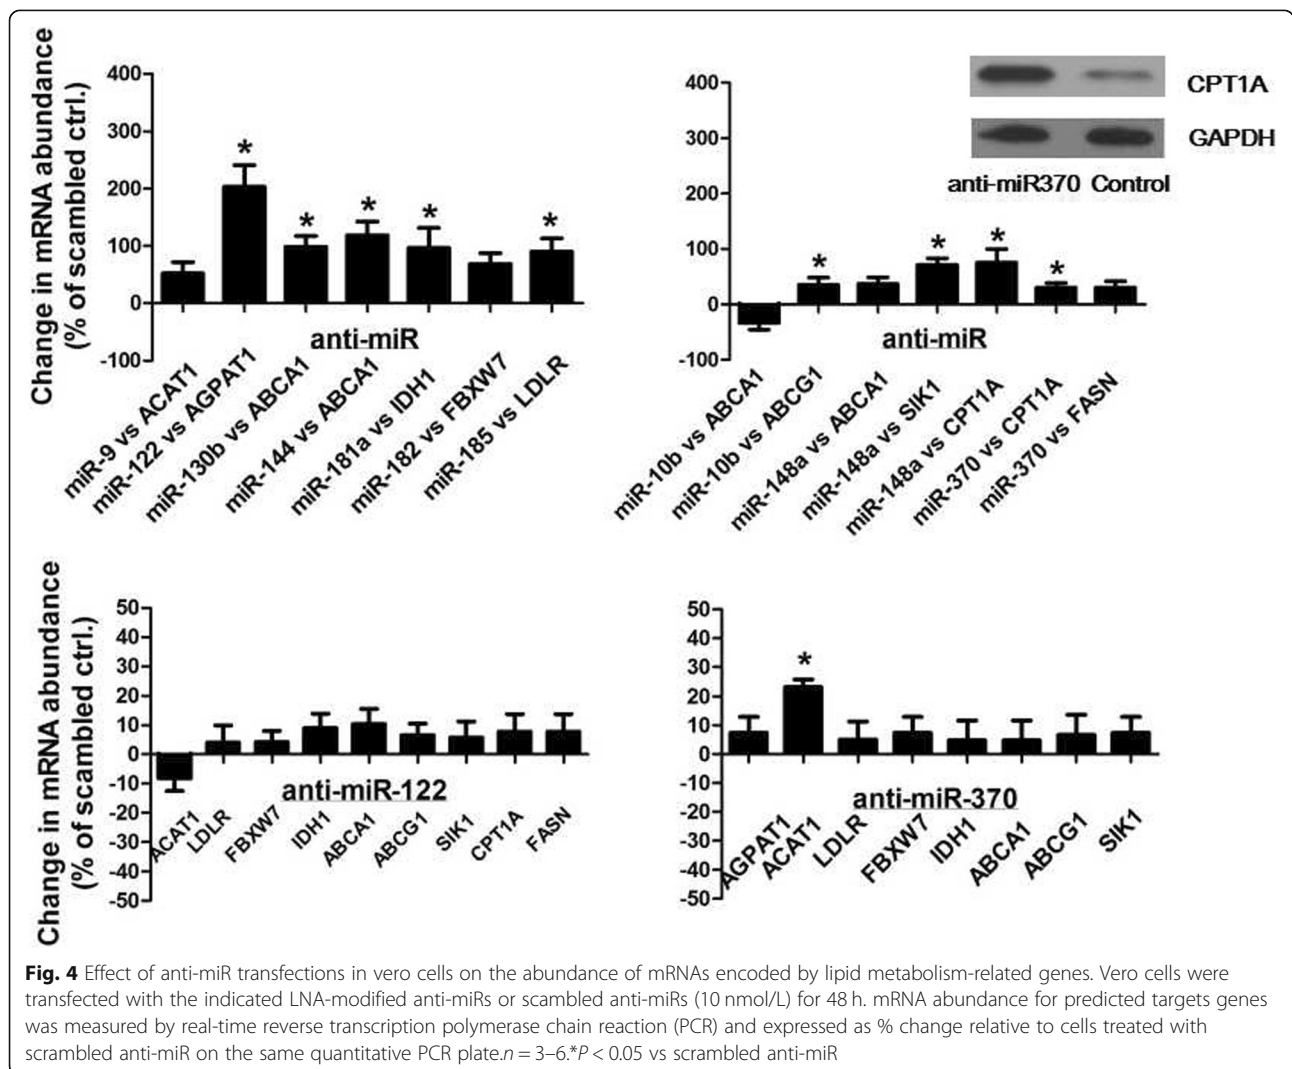 Change in mRNA abundance
(% of scambled ctrl.)
400
300
200
100
0
-100
*
*
*
*
*
anti-miR
miR-9 vs ACAT1
miR-122 vs AGPAT1
miR-130b vs ABCA1
miR-144 vs ABCA1
miR-181a vs IDH1
miR-182 vs FBXW7
miR-185 vs LDLR
400
300
200
100
0
-100
*
*
*
*
anti-miR
miR-10b vs ABCA1
miR-10b vs ABCG1
miR-148a vs ABCA1
miR-148a vs SIK1
miR-148a vs CPT1A
miR-370 vs CPT1A
miR-370 vs FASN
CPT1A
GAPDH
anti-miR370 Control
Change in mRNA abundance
(% of scambled ctrl.)
50
40
30
20
10
0
-10
-20
-30
-40
-50
anti-miR-122
ACAT1
LDLR
FBXW7
IDH1
ABCA1
ABCG1
SIK1
CPT1A
FASN
50
40
30
20
10
0
-10
-20
-30
-40
-50
*
anti-miR-370
AGPAT1
ACAT1
LDLR
FBXW7
IDH1
ABCA1
ABCG1
SIK1
Fig. 4 Effect of anti-miR transfections in vero cells on the abundance of mRNAs encoded by lipid metabolism-related genes. Vero cells were
transfected with the indicated LNA-modified anti-miRs or scambled anti-miRs (10 nmol/L) for 48 h. mRNA abundance for predicted targets genes
was measured by real-time reverse transcription polymerase chain reaction (PCR) and expressed as % change relative to cells treated with
scrambled anti-miR on the same quantitative PCR plate.n = 3–6.*P < 0.05 vs scrambled anti-miR